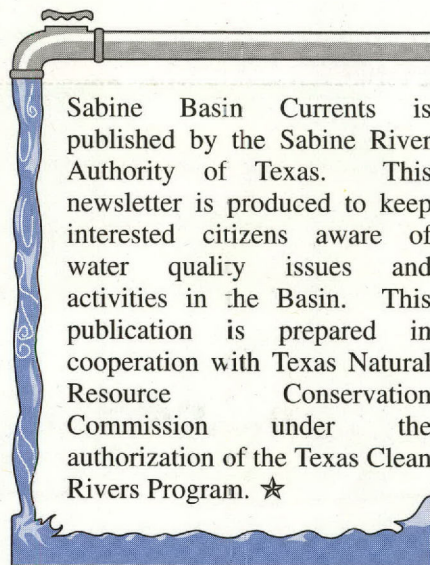 Sabine Basin Currents is
published by the Sabine River
Authority of Texas. This
newsletter is produced to keep
interested citizens aware of
water quality issues and
activities in the Basin. This
publication is prepared in
cooperation with Texas Natural
Resource Conservation
Commission under the
authorization of the Texas Clean
Rivers Program. ☆